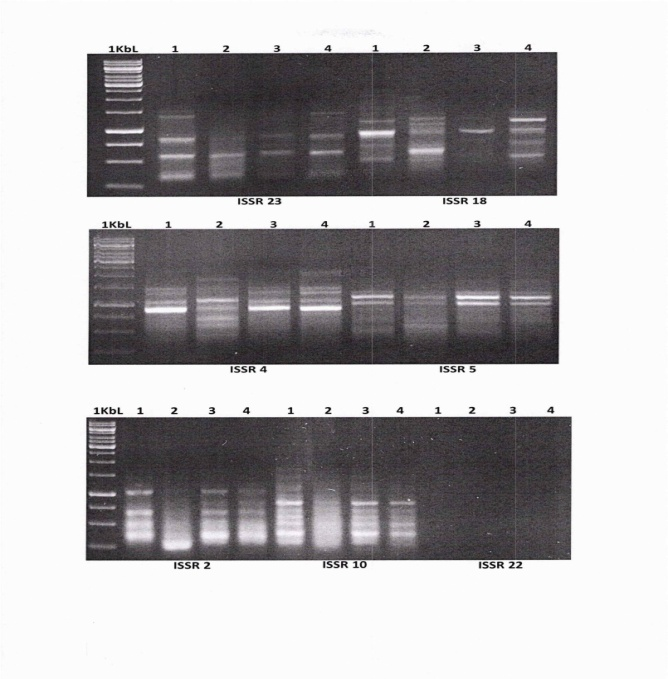 1KbL 1 2 3 4 1 2 3 4
ISSR 23 ISSR 18
1KbL 1 2 3 4 1 2 3 4
ISSR 4 ISSR 5
1KbL 1 2 3 4 1 2 3 4 1 2 3 4
ISSR 2 ISSR 10 ISSR 22